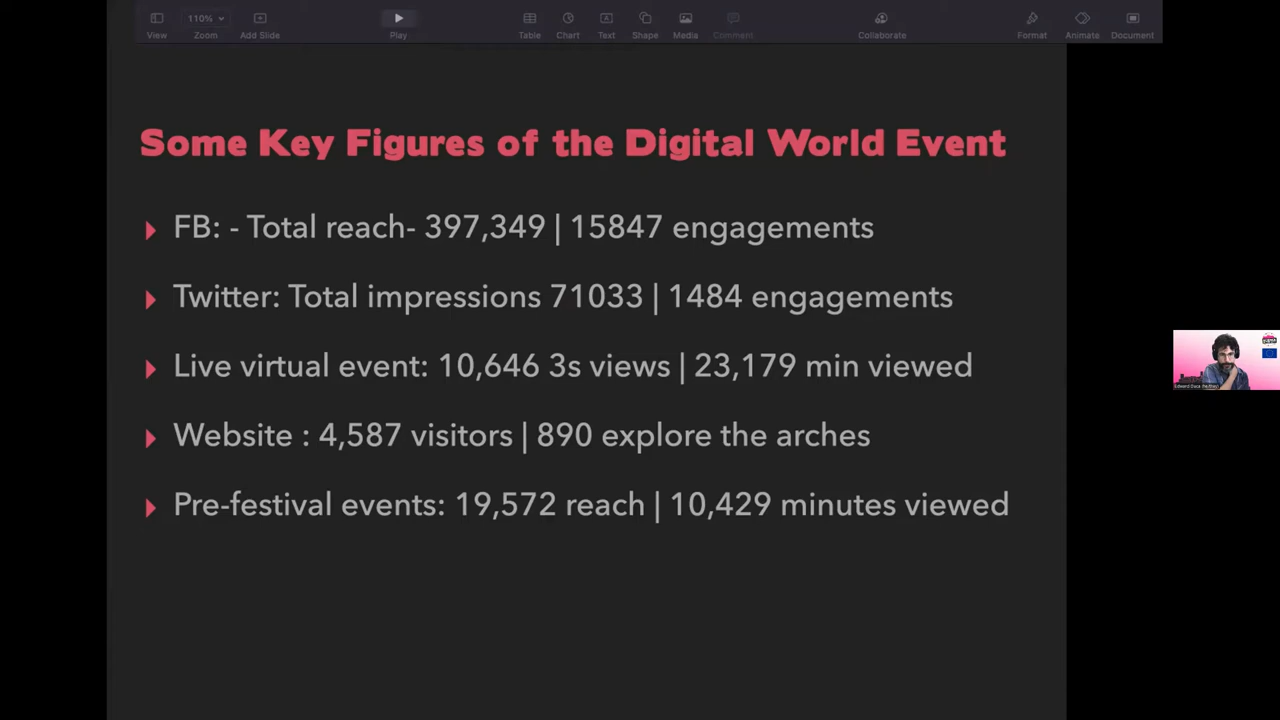 View
110%
Zoom
Add Slide
Play
Table
Chart
Text
Shape
Media
Comment
Collaborate
Format
Animate
Document
Some Key Figures of the Digital World Event
FB: - Total reach- 397,349 | 15847 engagements
Twitter: Total impressions 71033 | 1484 engagements
Live virtual event: 10,646 3s views | 23,179 min viewed
Website : 4,587 visitors | 890 explore the arches
Pre-festival events: 19,572 reach | 10,429 minutes viewed
Edward